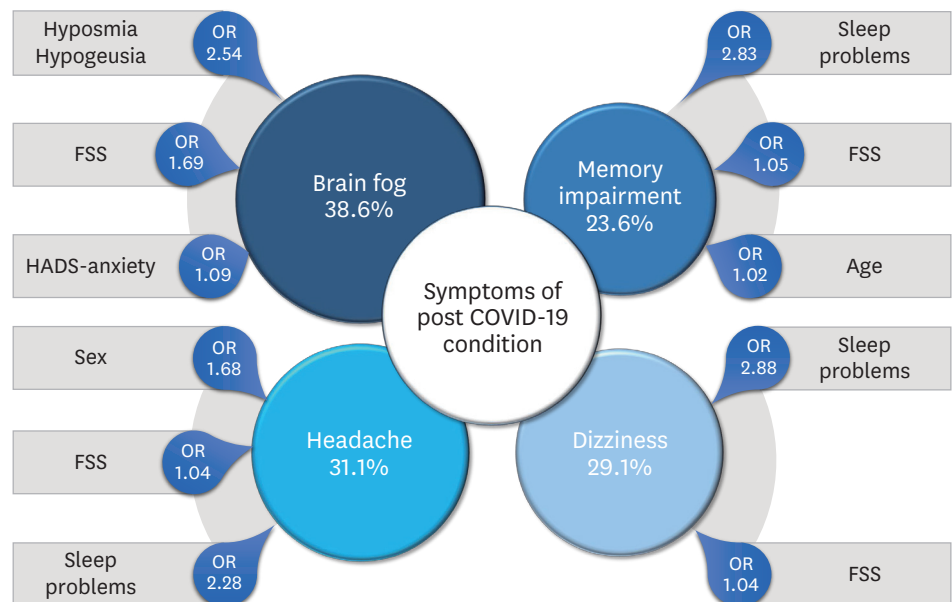 Hyposmia
Hypogeusia
OR
2.54
FSS
OR
1.69
HADS-anxiety
OR
1.09
Brain fog
38.6%
OR
2.83
Sleep
problems
OR
1.05
FSS
OR
1.02
Age
Memory
impairment
23.6%
Symptoms of
post COVID-19
condition
Sex
OR
1.68
FSS
OR
1.04
Sleep
problems
OR
2.28
Headache
31.1%
OR
2.88
Sleep
problems
Dizziness
29.1%
OR
1.04
FSS